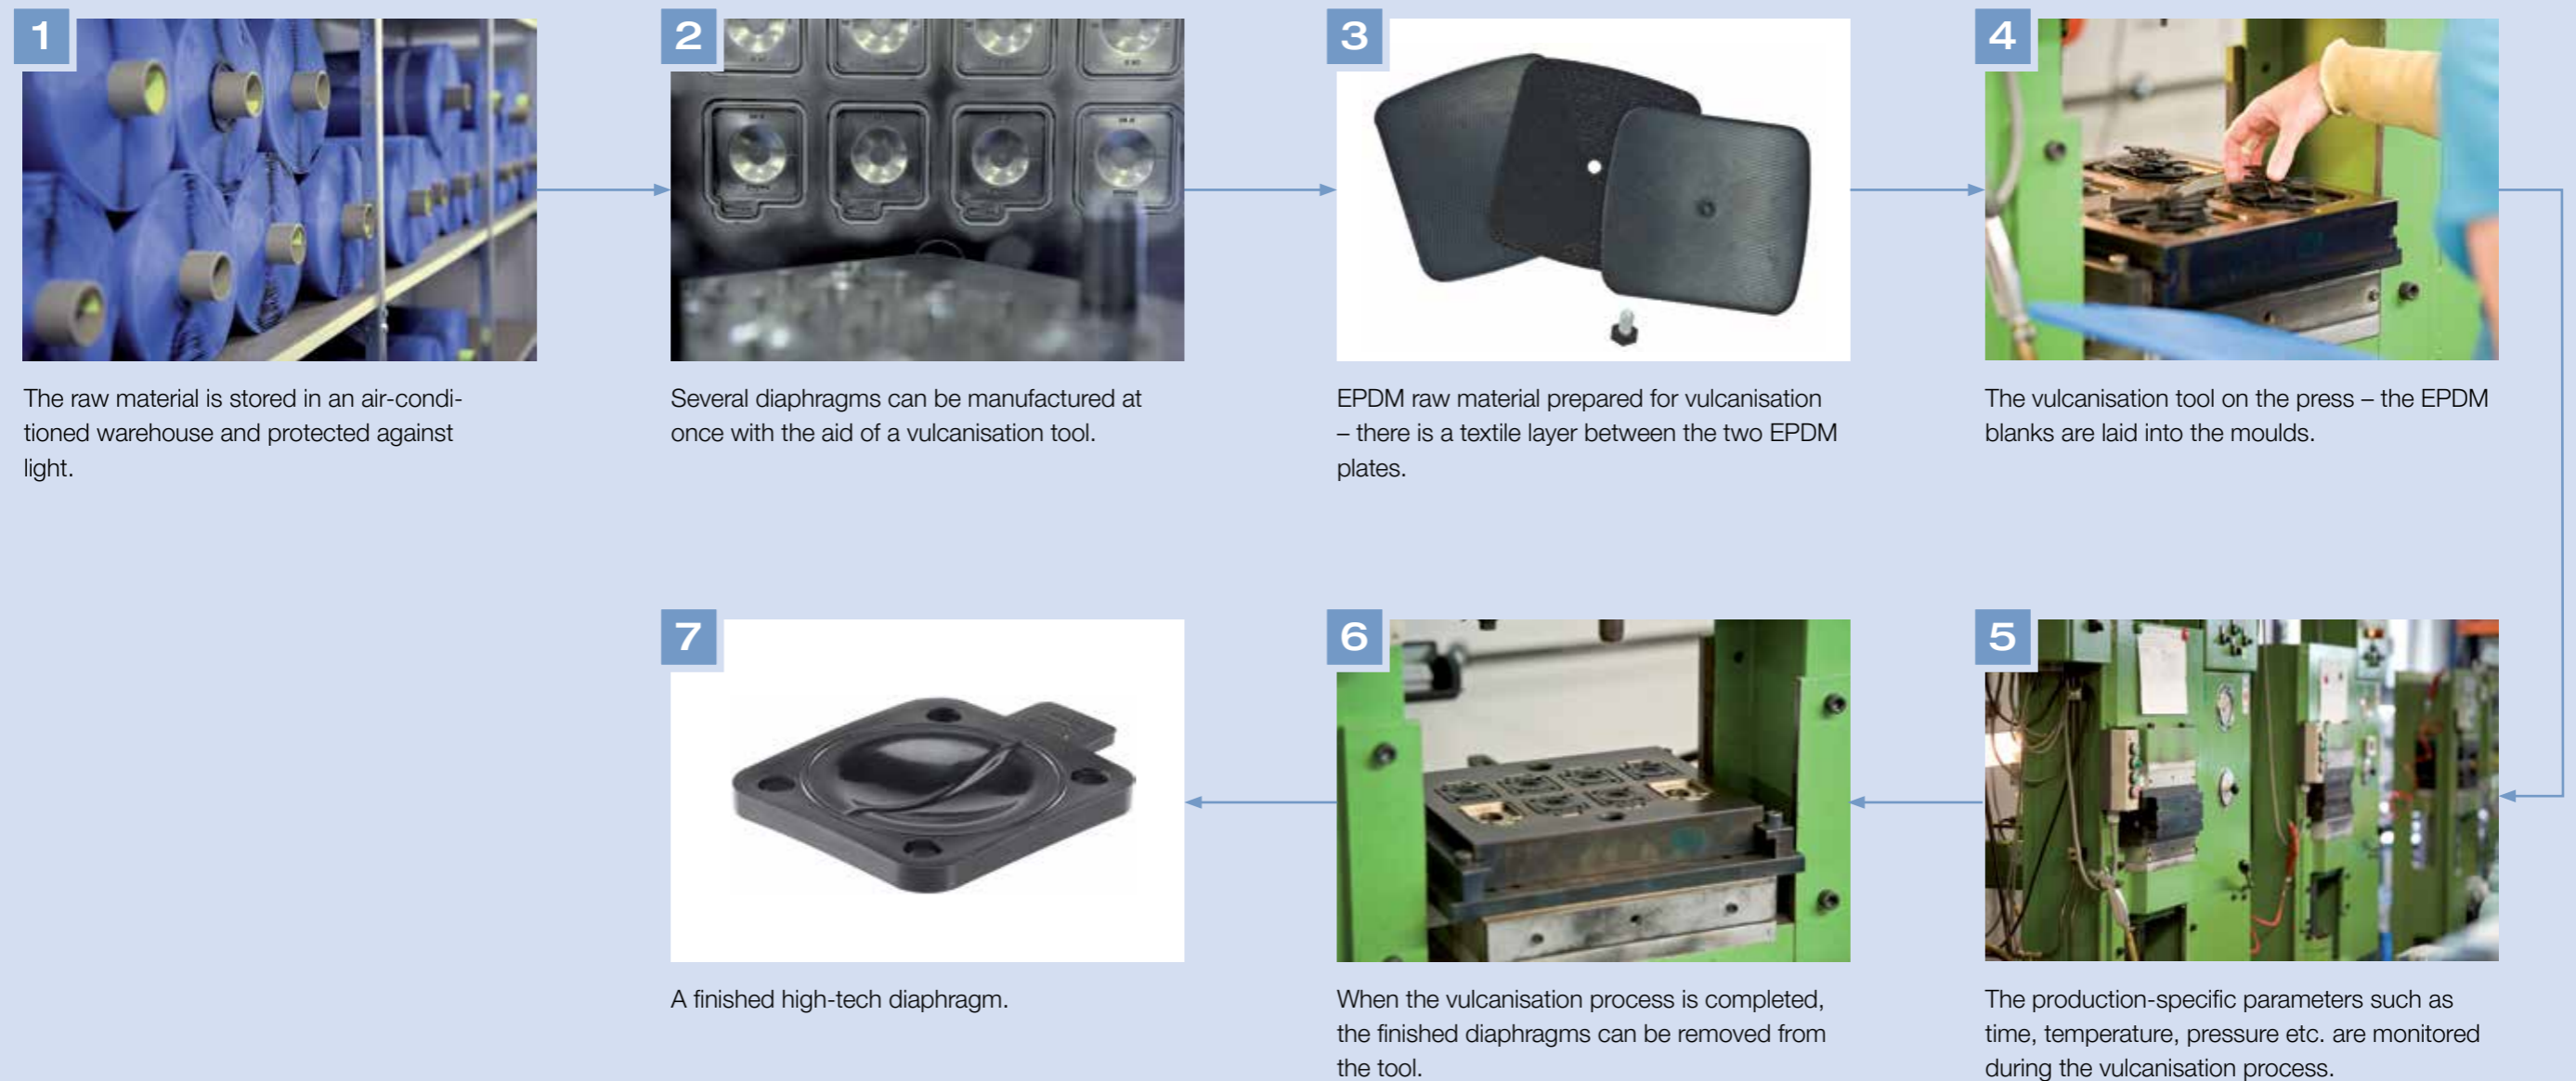 1
The raw material is stored in an air-condi-
tioned warehouse and protected against
light.
2
Several diaphragms can be manufactured at
once with the aid of a vulcanisation tool.
3
EPDM raw material prepared for vulcanisation
– there is a textile layer between the two EPDM
plates.
4
The vulcanisation tool on the press – the EPDM
blanks are laid into the moulds.
5
The production-specific parameters such as
time, temperature, pressure etc. are monitored
during the vulcanisation process.
6
When the vulcanisation process is completed,
the finished diaphragms can be removed from
the tool.
7
A finished high-tech diaphragm.